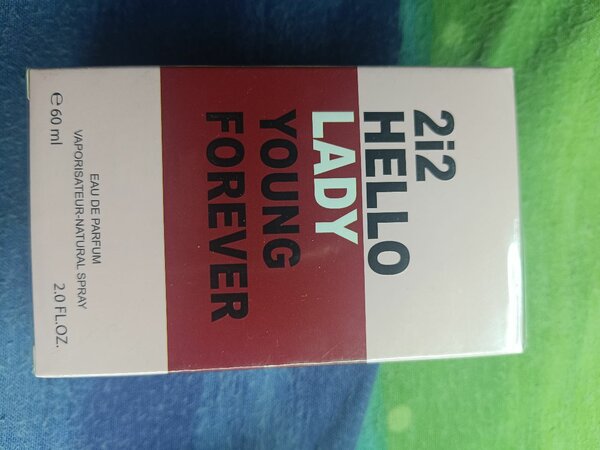 2i2
HELLO
LADY
YOUNG
FOREVER
EAU DE PARFUM
VAPORISATEUR-NATURAL SPRAY
℮ 60 ml 2.0 FL.OZ.